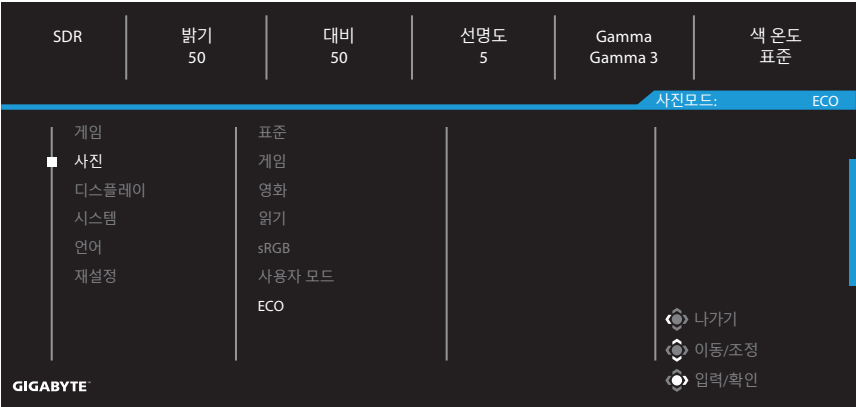 SDR
밝기
50
대비
50
선명도
5
Gamma
Gamma 3
색 온도
표준
사진모드: ECO
게임
사진
디스플레이
시스템
언어
재설정
표준
게임
영화
읽기
sRGB
사용자 모드
ECO
나가기
이동/조정
입력/확인
GIGABYTE™